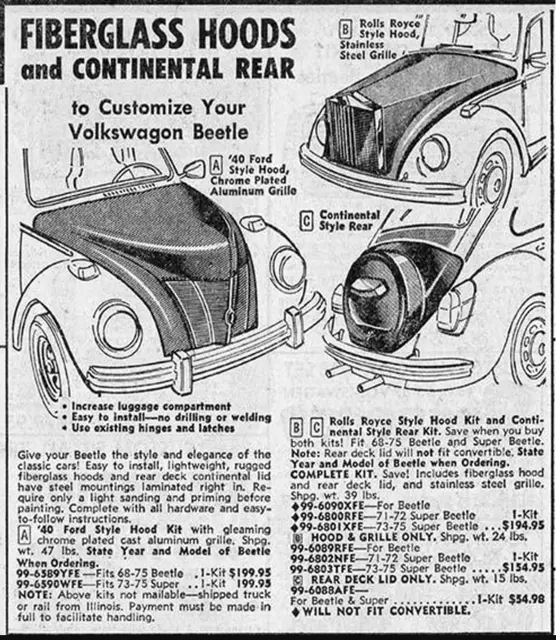 FIBERGLASS HOODS
and CONTINENTAL REAR
to Customize Your
Volkswagon Beetle
A '40 Ford
Style Hood,
Chrome Plated
Aluminum Grille
B Rolls Royce
Style Hood,
Stainless
Steel Grille
C Continental
Style Rear
• Increase luggage compartment
• Easy to install—no drilling or welding
• Use existing hinges and latches
Give your Beetle the style and elegance of the
classic cars! Easy to install, lightweight, rugged
fiberglass hoods and rear deck continental lid
have steel mountings laminated right in. Re-
quire only a light sanding and priming before
painting. Complete with all hardware and easy-
to-follow instructions.
A '40 Ford Style Hood Kit with gleaming
chrome plated cast aluminum grille. Shpg.
wt. 47 lbs. State Year and Model of Beetle
When Ordering.
99-6589YFE—Fits 68-75 Beetle . 1-Kit $199.95
99-6590WFE—Fits 73-75 Super . . 1-Kit 199.95
NOTE: Above kits not mailable—shipped truck
or rail from Illinois. Payment must be made in
full to facilitate handling.
B C Rolls Royce Style Hood Kit and Conti-
nental Style Rear Kit. Save when you buy
both kits! Fit 68-75 Beetle and Super Beetle.
Note: Rear deck lid will not fit convertible. State
Year and Model of Beetle when Ordering.
COMPLETE KIT. Save! Includes fiberglass hood
and rear deck lid, and stainless steel grille.
Shpg. wt. 39 lbs.
♦99-6090XFE—For Beetle
♦99-6800RFE—71-72 Super Beetle 1-Kit
♦99-6801XFE—73-75 Super Beetle ...$194.95
B HOOD & GRILLE ONLY. Shpg. wt. 24 lbs.
99-6089RFE—For Beetle
99-6802NFE—71-72 Super Beetle 1-Kit
99-6803TFE—73-75 Super Beetle .....$154.95
C REAR DECK LID ONLY. Shpg. wt. 15 lbs.
99-6088AFE—
For Beetle & Super ............1-Kit $54.98
♦WILL NOT FIT CONVERTIBLE.